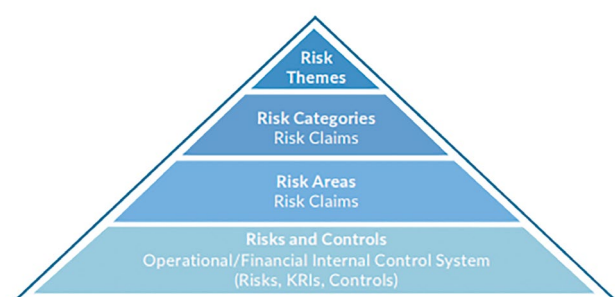 Risk
Themes
Risk Categories
Risk Claims
Risk Areas
Risk Claims
Risks and Controls
Operational/Financial Internal Control System
(Risks, KRIs, Controls)